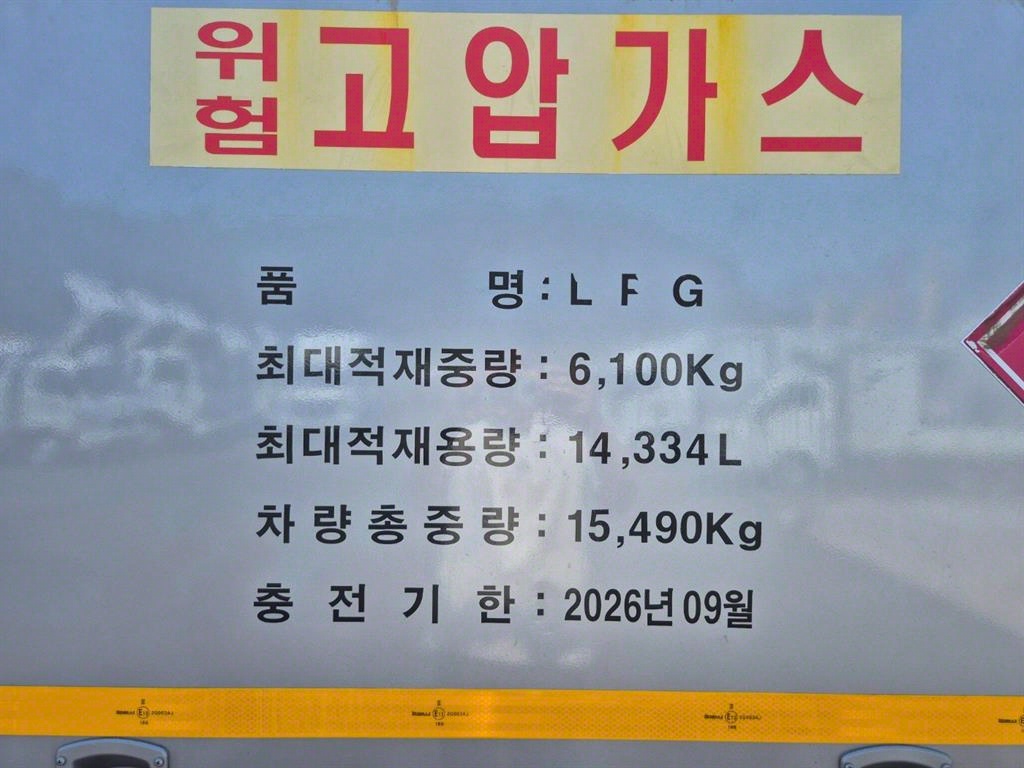 위험 고압가스
품 명 : L P G
최대적재중량 : 6,100Kg
최대적재용량 : 14,334L
차 량 총 중 량 : 15,490Kg
충 전 기 한 : 2026년 09월